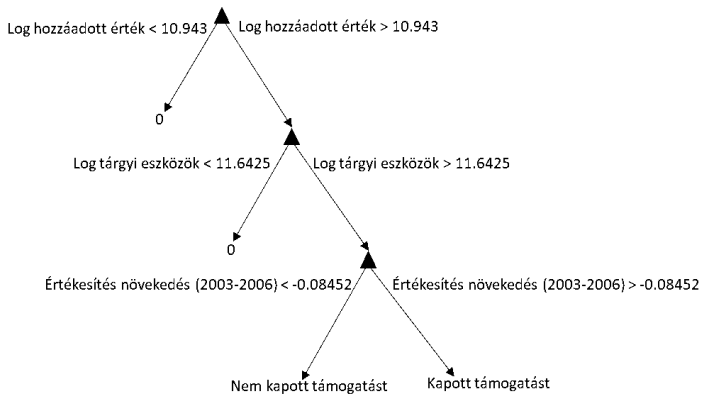 Log hozzáadott érték < 10.943
Log hozzáadott érték > 10.943
0
Log tárgyi eszközök < 11.6425
Log tárgyi eszközök > 11.6425
0
Értékesítés növekedés (2003-2006) < -0.08452
Értékesítés növekedés (2003-2006) > -0.08452
Nem kapott támogatást
Kapott támogatást